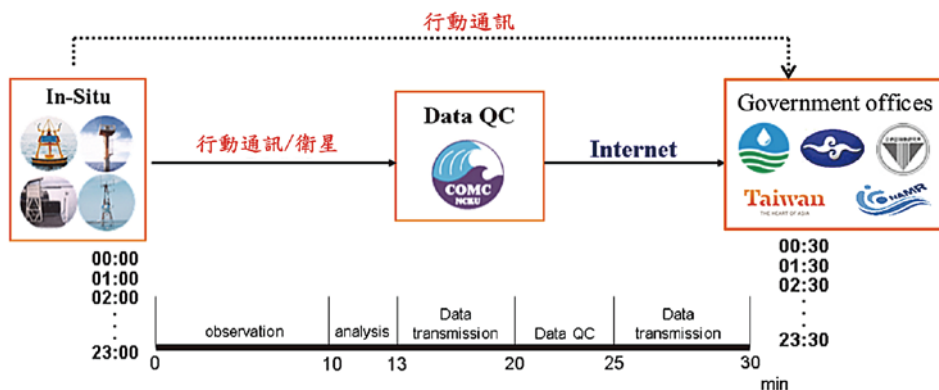 行動通訊
In-Situ
Data QC
Government offices
行動通訊/衛星
Internet
COMC
NCKU
Taiwan
THE HEART OF ASIA
NAMR
00:00
01:00
02:00
23:00
00:30
01:30
02:30
23:30
observation
analysis
Data
transmission
Data QC
Data
transmission
0
10
13
20
25
30
min